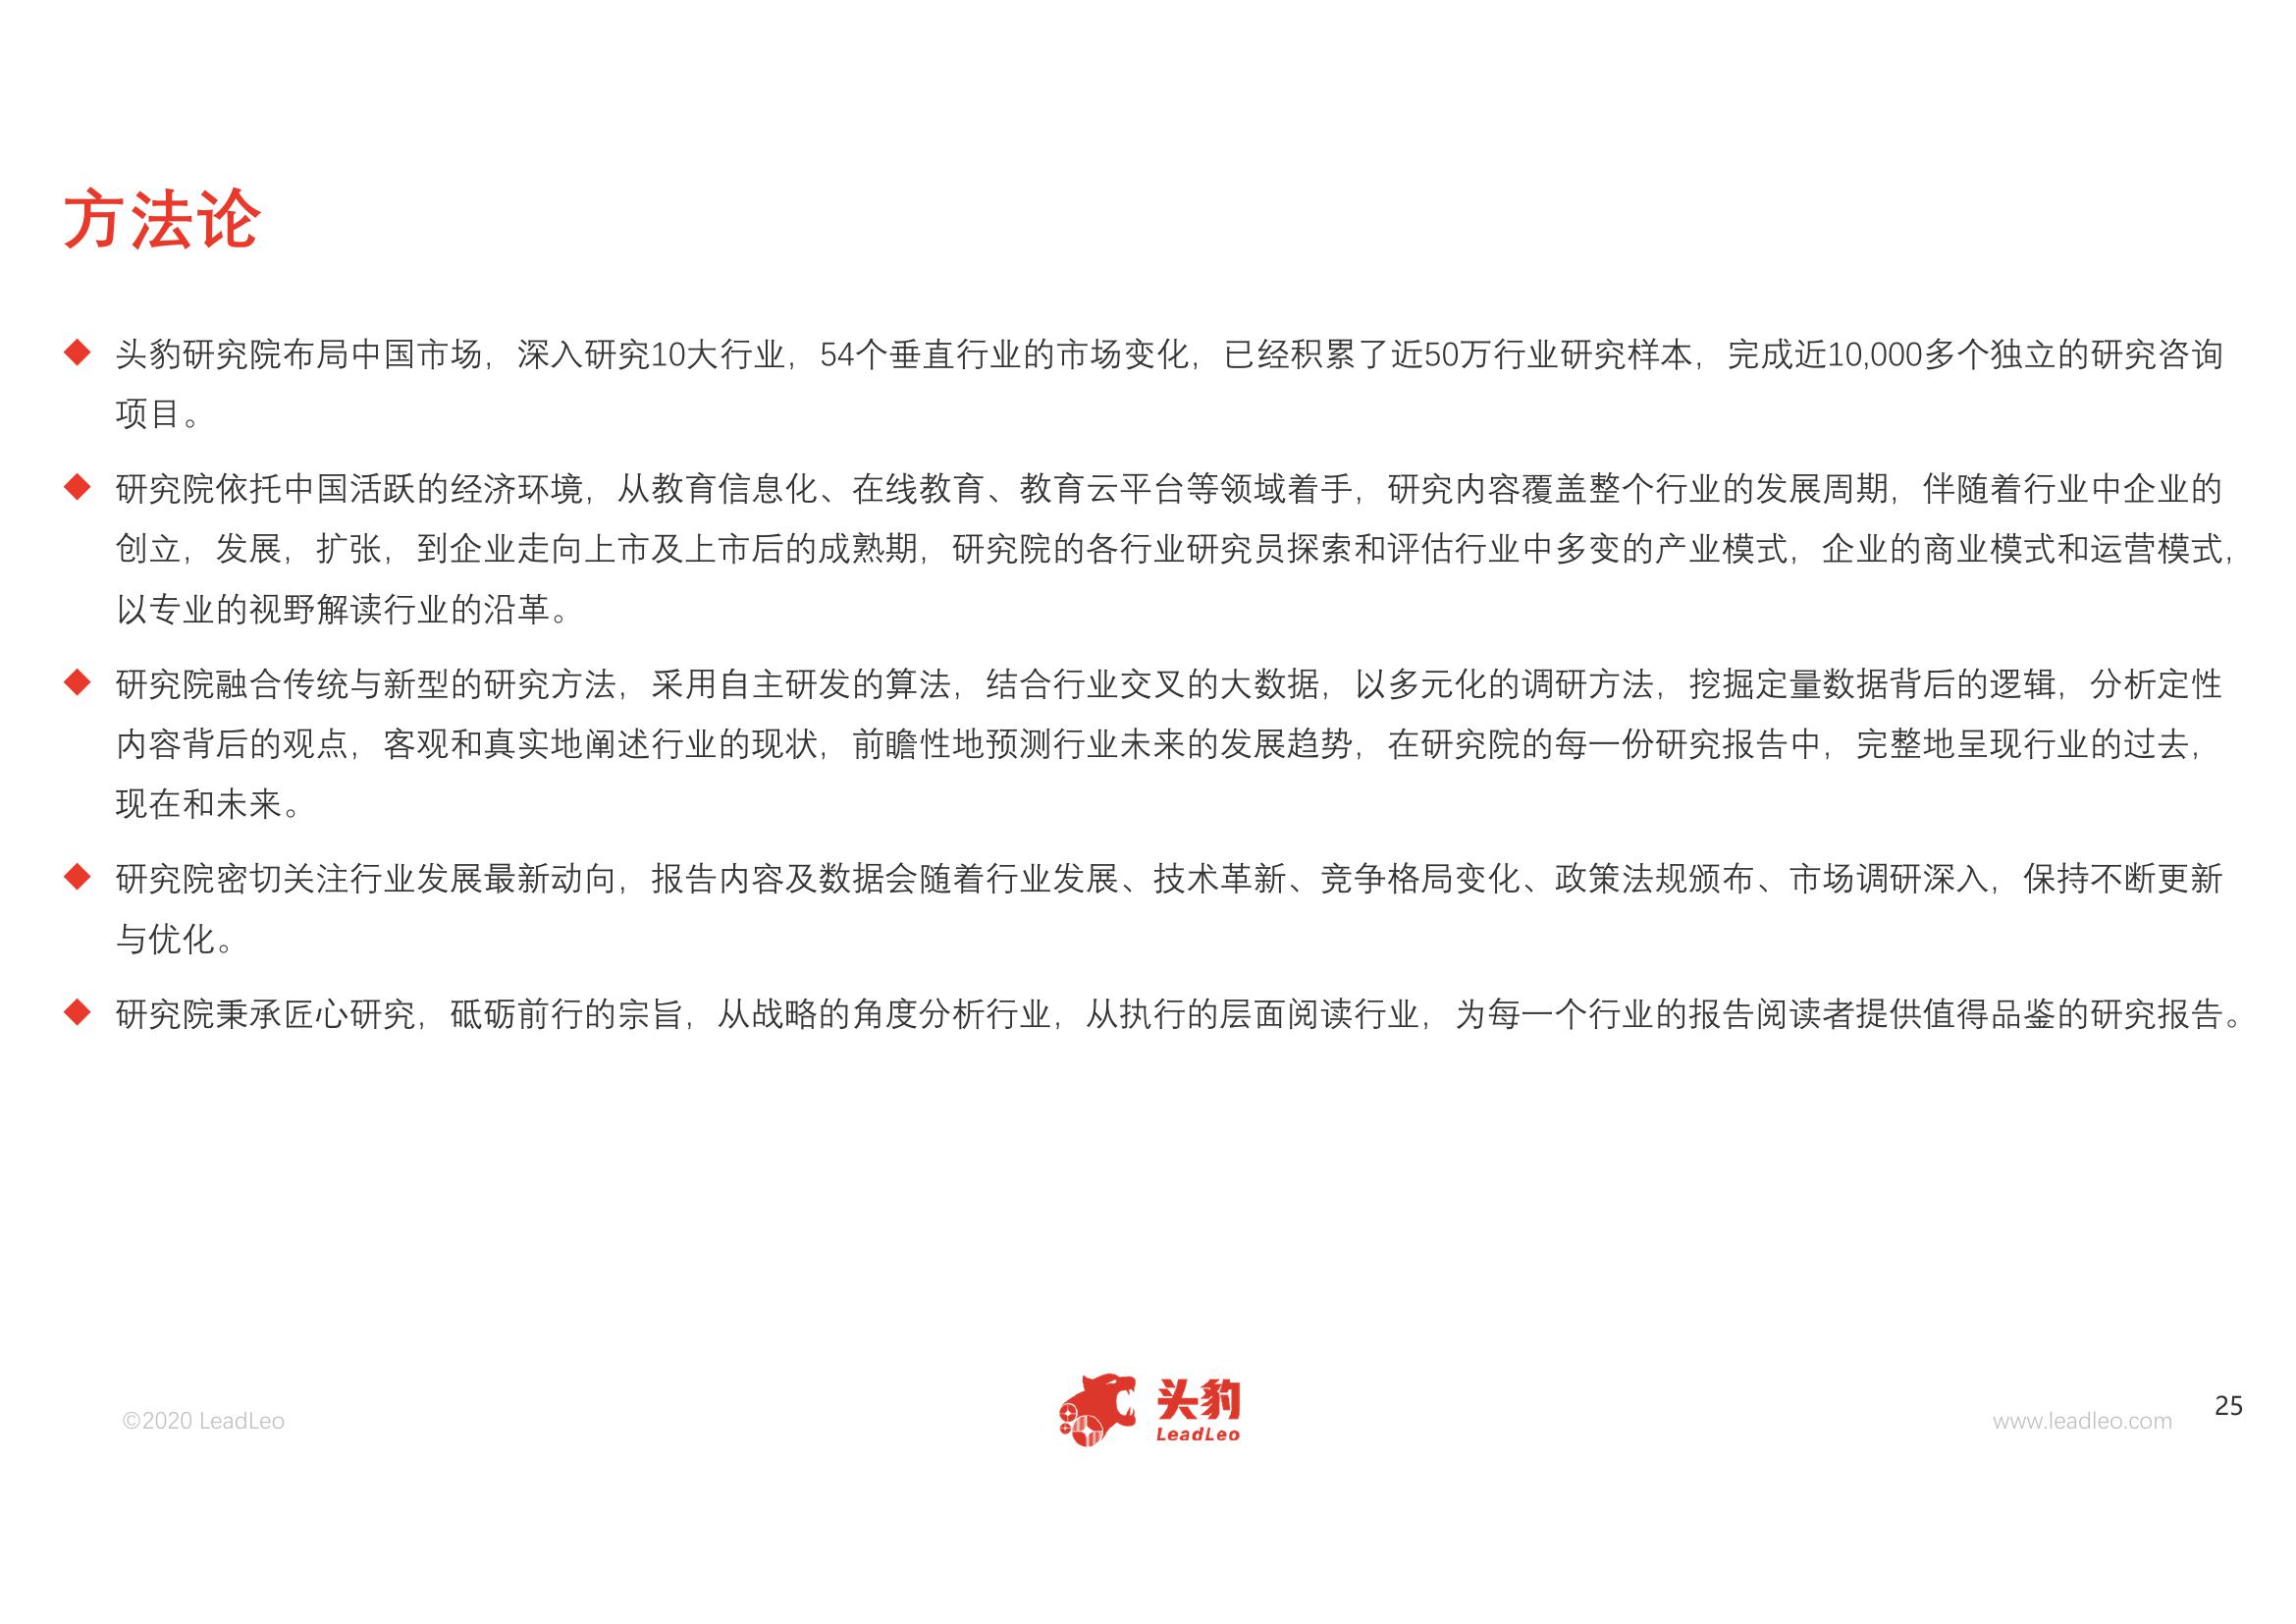 方法论
头豹研究院布局中国市场，深入研究10大行业，54个垂直行业的市场变化，已经积累了近50万行业研究样本，完成近10,000多个独立的研究咨询
项目。
研究院依托中国活跃的经济环境，从教育信息化、在线教育、教育云平台等领域着手，研究内容覆盖整个行业的发展周期，伴随着行业中企业的
创立，发展，扩张，到企业走向上市及上市后的成熟期，研究院的各行业研究员探索和评估行业中多变的产业模式，企业的商业模式和运营模式，
以专业的视野解读行业的沿革。
研究院融合传统与新型的研究方法，采用自主研发的算法，结合行业交叉的大数据，以多元化的调研方法，挖掘定量数据背后的逻辑，分析定性
内容背后的观点，客观和真实地阐述行业的现状，前瞻性地预测行业未来的发展趋势，在研究院的每一份研究报告中，完整地呈现行业的过去，
现在和未来。
研究院密切关注行业发展最新动向，报告内容及数据会随着行业发展、技术革新、竞争格局变化、政策法规颁布、市场调研深入，保持不断更新
与优化。
研究院秉承匠心研究，砥砺前行的宗旨，从战略的角度分析行业，从执行的层面阅读行业，为每一个行业的报告阅读者提供值得品鉴的研究报告。
©2020 LeadLeo
头豹
LeadLeo
www.leadleo.com
25